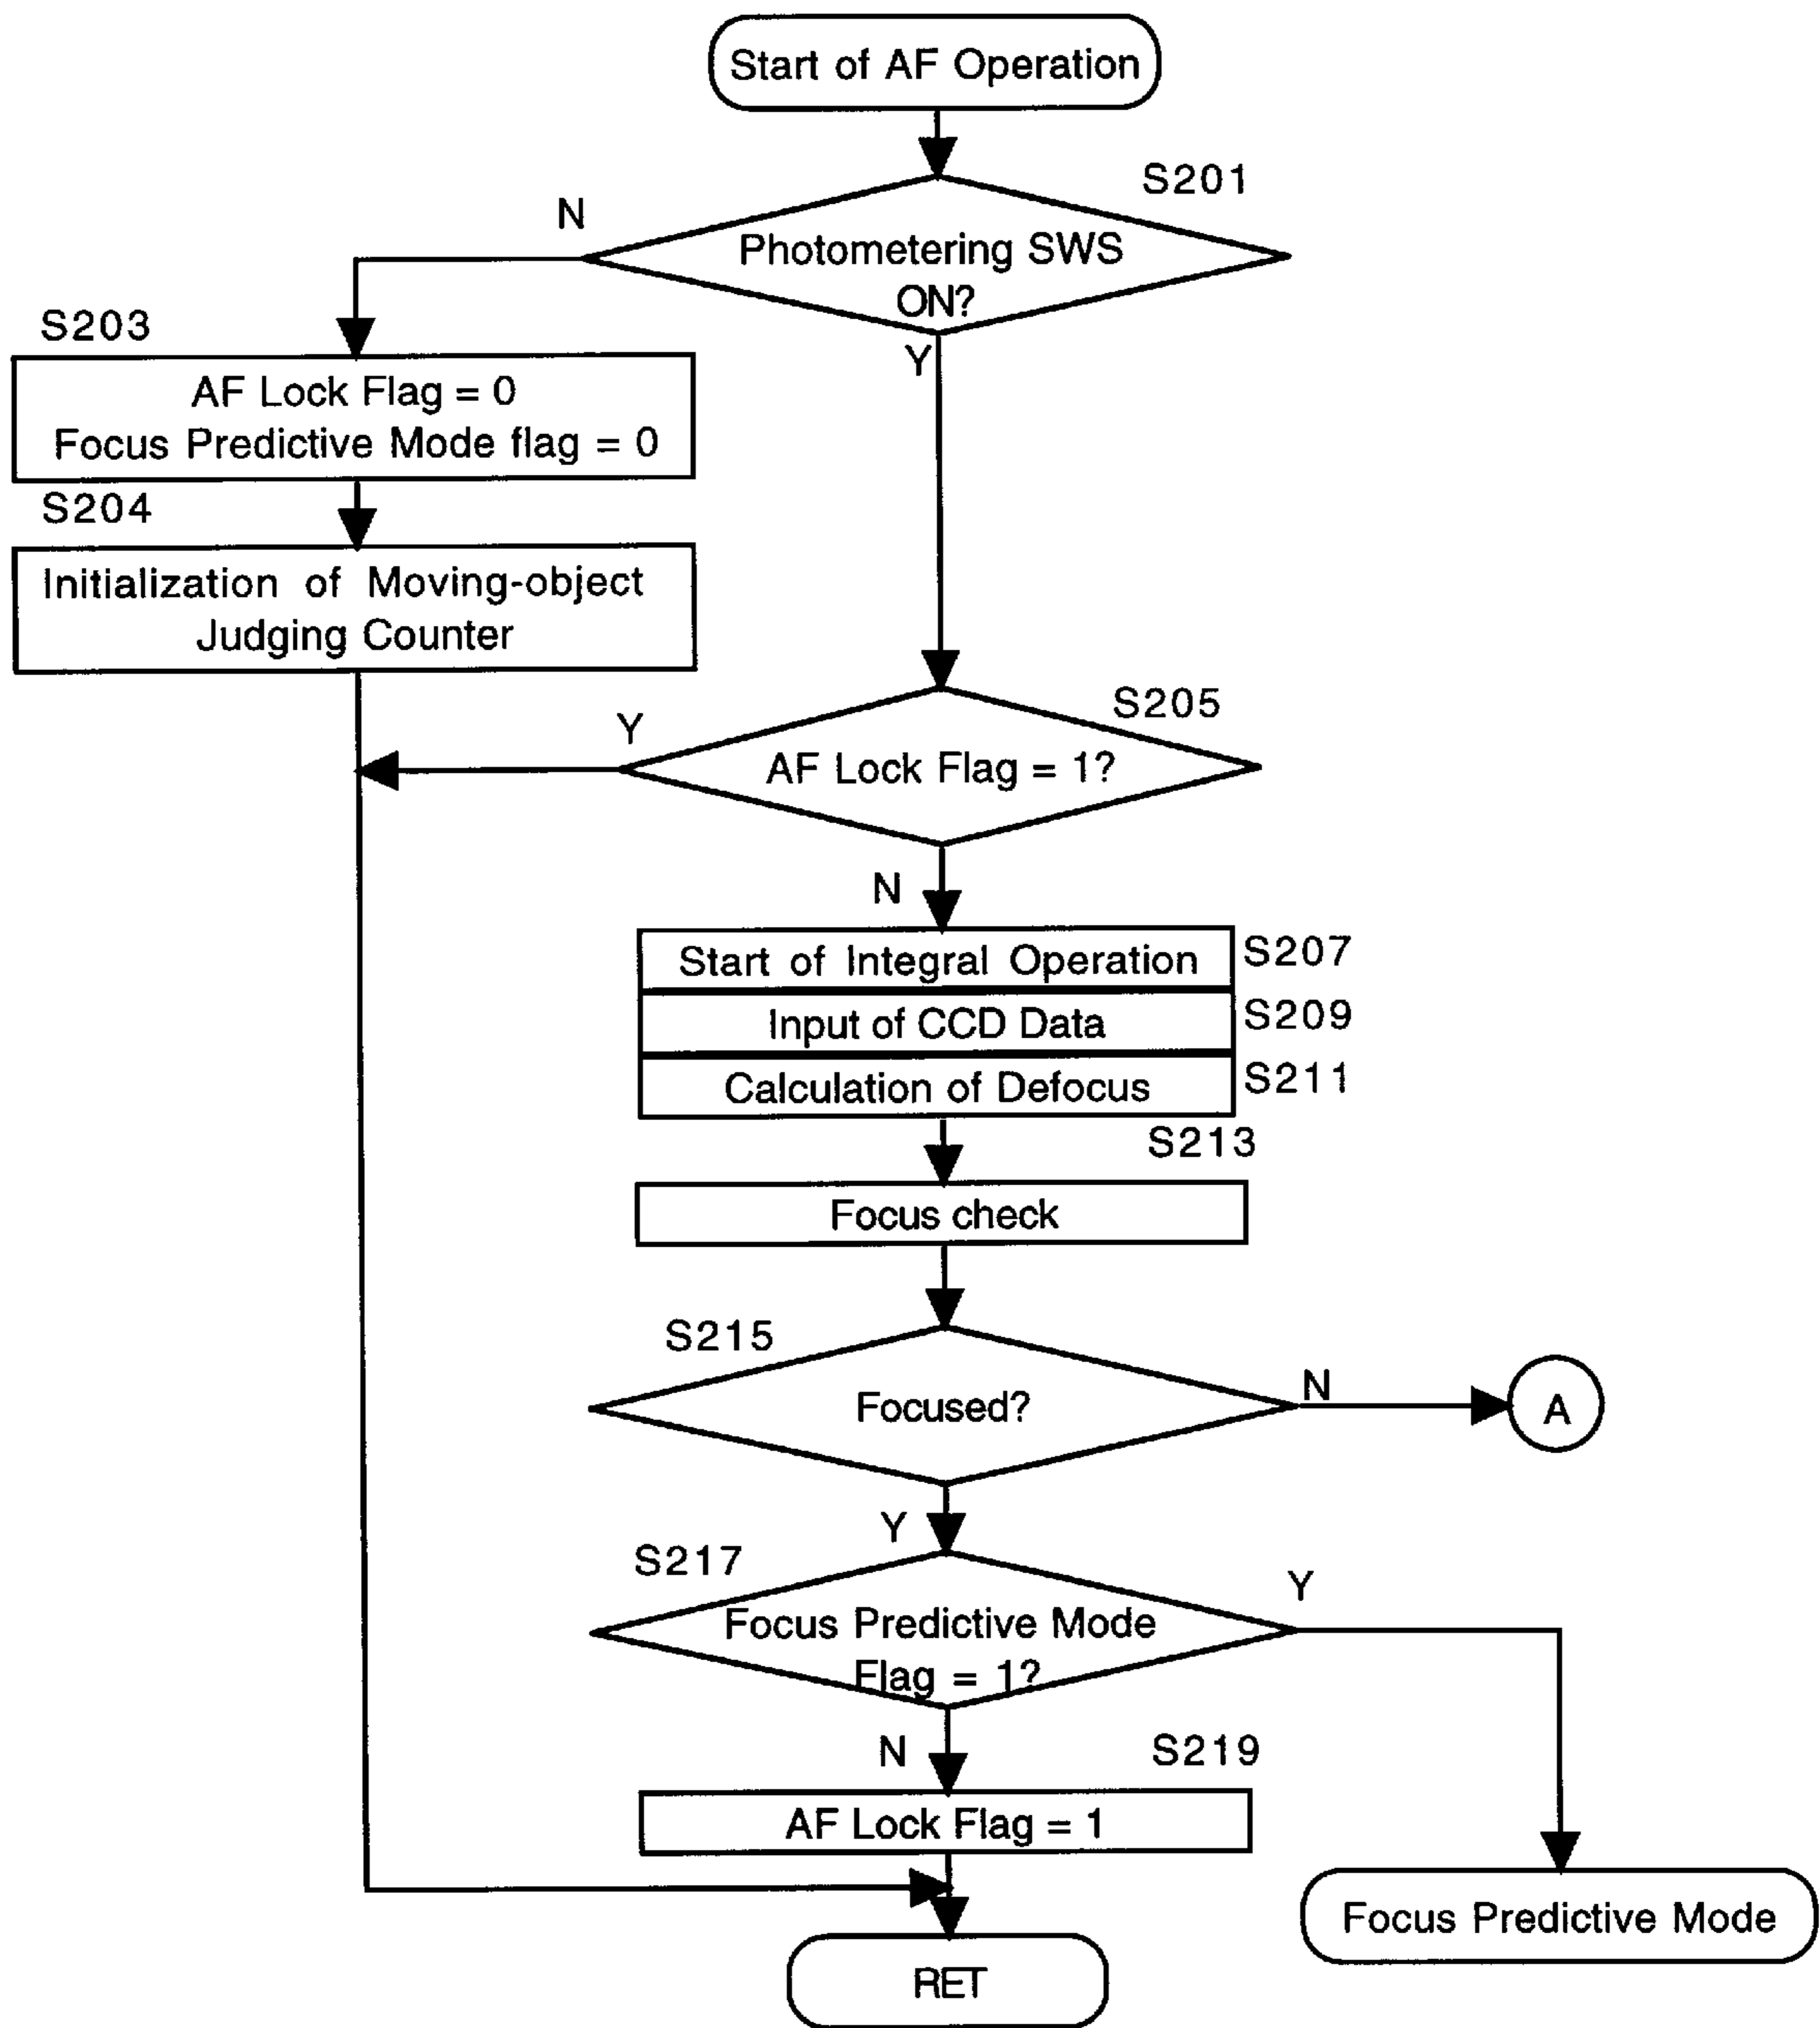 Start of AF Operation
S201
N
Photometering SWS
ON?
Y
S203
AF Lock Flag = 0
Focus Predictive Mode flag = 0
S204
Initialization of Moving-object
Judging Counter
S205
Y
AF Lock Flag = 1?
N
Start of Integral Operation
S207
Input of CCD Data
S209
Calculation of Defocus
S211
S213
Focus check
S215
Focused?
N
A
Y
S217
Y
Focus Predictive Mode
Flag = 1?
N
S219
AF Lock Flag = 1
Focus Predictive Mode
RET